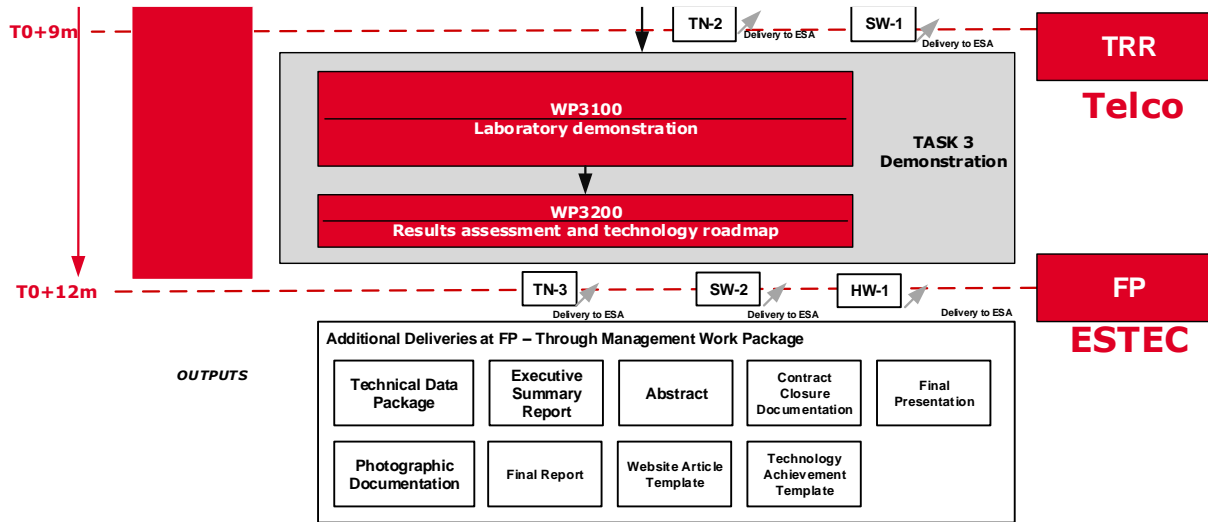 T0+9m
TN-2
Delivery to ESA
SW-1
Delivery to ESA
TRR
Telco
WP3100
Laboratory demonstration
TASK 3
Demonstration
WP3200
Results assessment and technology roadmap
T0+12m
TN-3
Delivery to ESA
SW-2
Delivery to ESA
HW-1
Delivery to ESA
FP
ESTEC
OUTPUTS
Additional Deliveries at FP – Through Management Work Package
Technical Data
Package
Executive
Summary
Report
Abstract
Contract
Closure
Documentation
Final
Presentation
Photographic
Documentation
Final Report
Website Article
Template
Technology
Achievement
Template